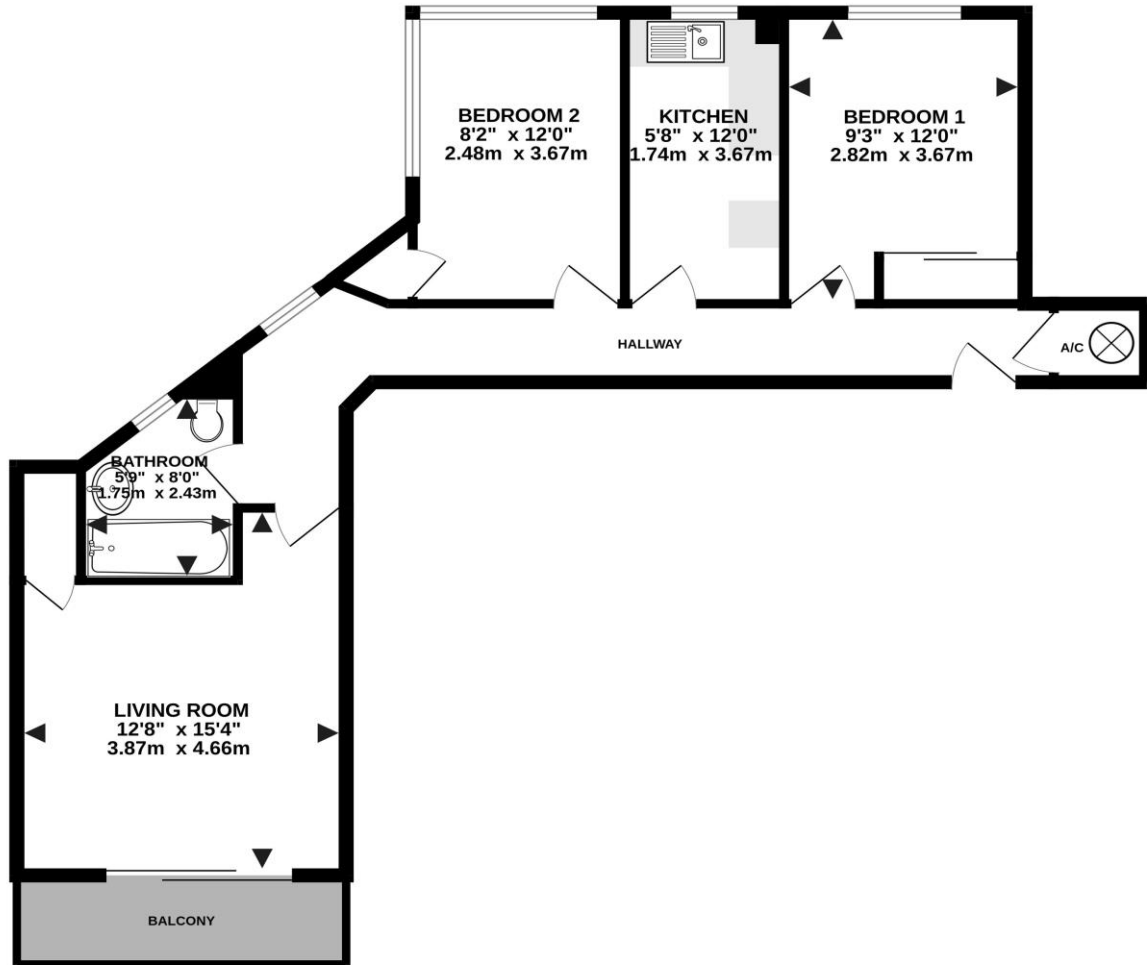 BEDROOM 2
8'2" x 12'0"
2.48m x 3.67m
KITCHEN
5'8" x 12'0"
1.74m x 3.67m
BEDROOM 1
9'3" x 12'0"
2.82m x 3.67m
HALLWAY
A/C
BATHROOM
5'9" x 8'0"
1.75m x 2.43m
LIVING ROOM
12'8" x 15'4"
3.87m x 4.66m
BALCONY